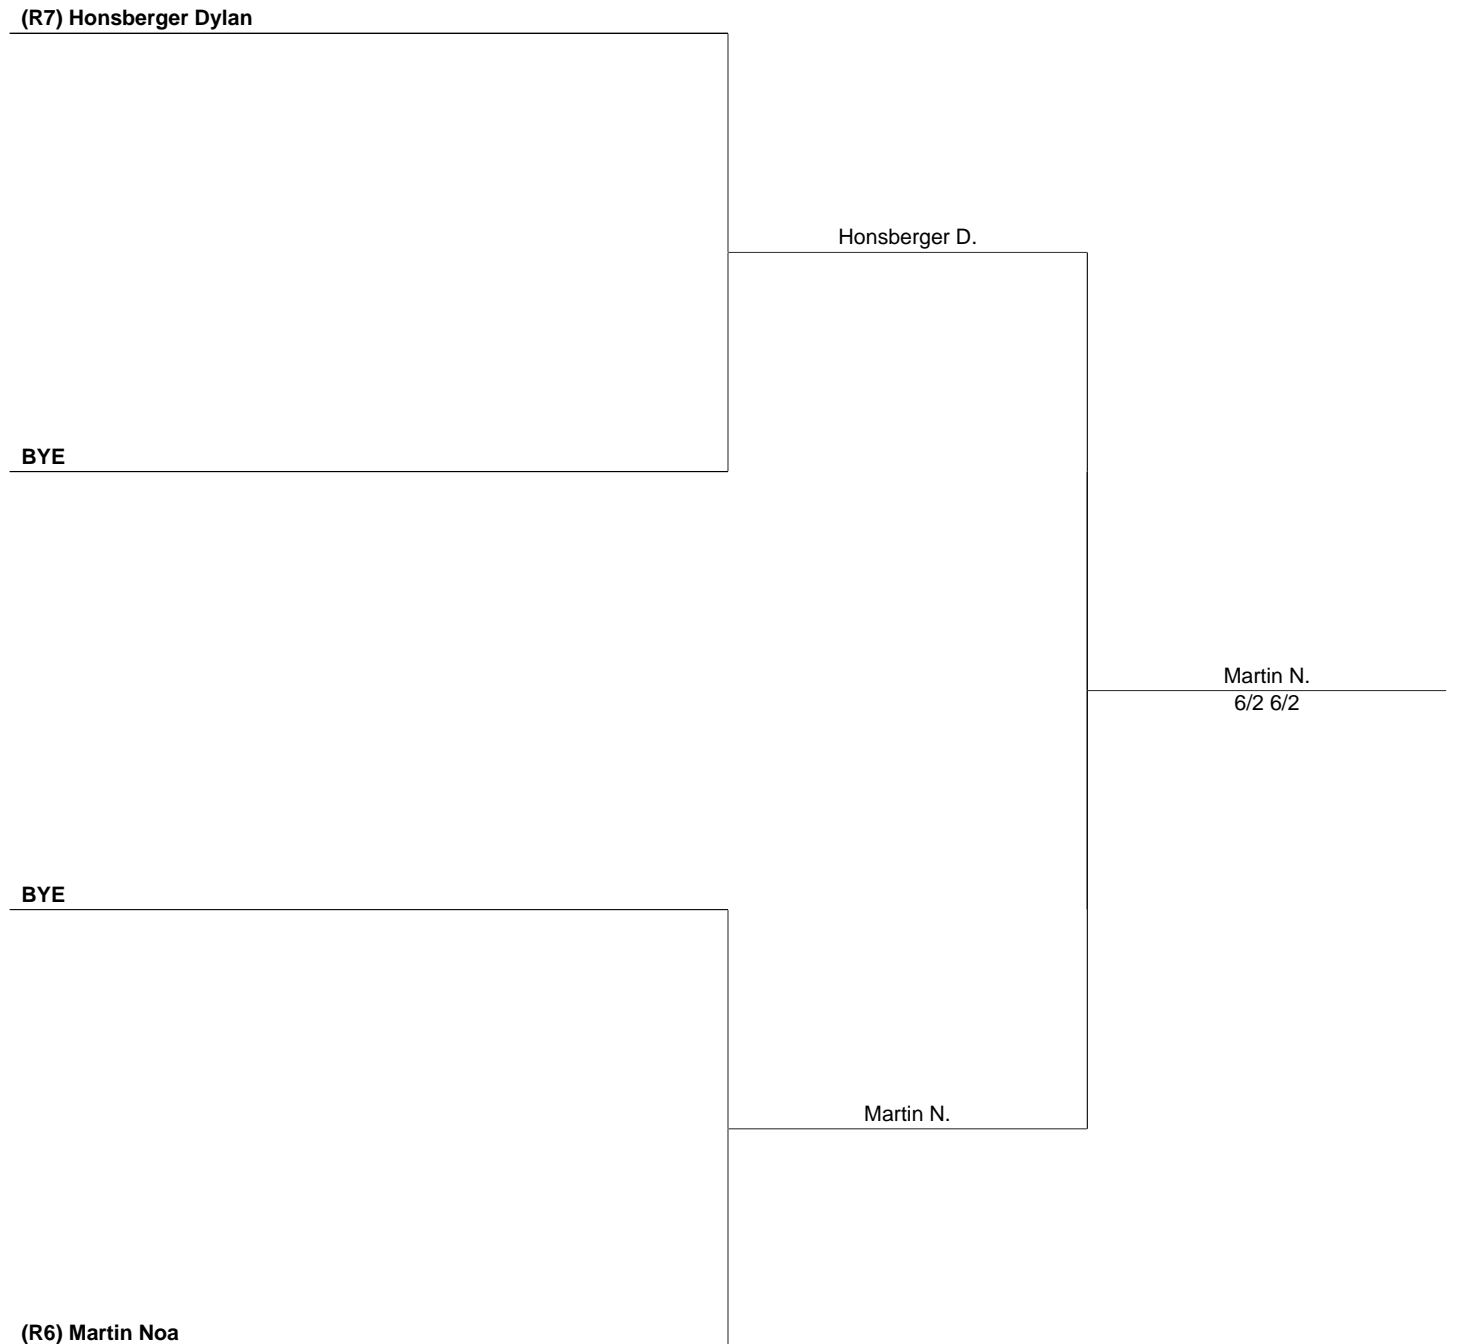 (R7) Honsberger Dylan
Honsberger D.
BYE
Martin N.
6/2 6/2
BYE
Martin N.
(R6) Martin Noa